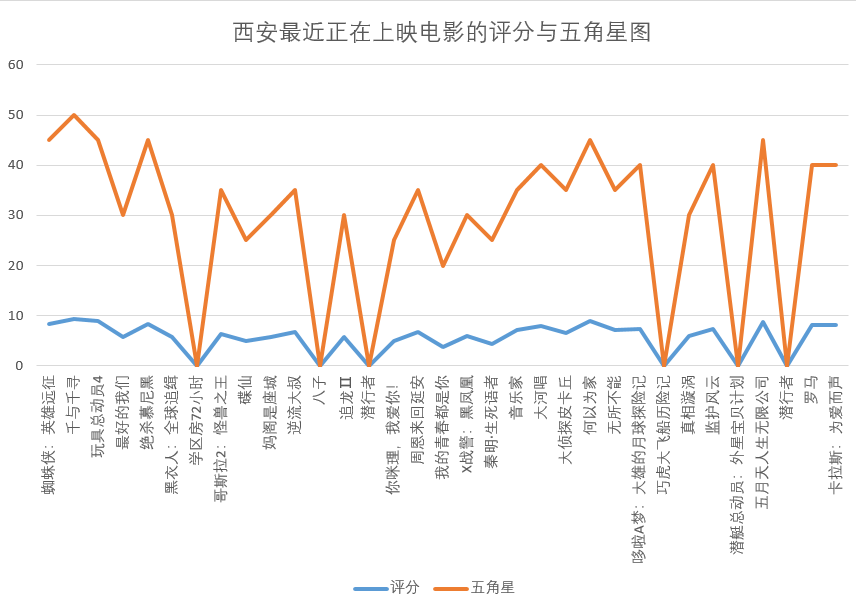 西安最近正在上映电影的评分与五角星图
60
50
40
30
20
10
0
蜘蛛侠：英雄远征
千与千寻
玩具总动员4
最好的我们
绝杀慕尼黑
黑衣人：全球追缉
学区房72小时
哥斯拉2：怪兽之王
碟仙
妈阁是座城
逆流大叔
八子
追龙Ⅱ
潜行者
你咪理，我爱你！
周恩来回延安
我的青春都是你
X战警：黑凤凰
秦明·生死语者
音乐家
大河唱
大侦探皮卡丘
何以为家
无所不能
哆啦A梦：大雄的月球探险记
巧虎大飞船历险记
真相漩涡
监护风云
潜艇总动员：外星宝贝计划
五月天人生无限公司
潜行者
罗马
卡拉斯：为爱而声
评分
五角星